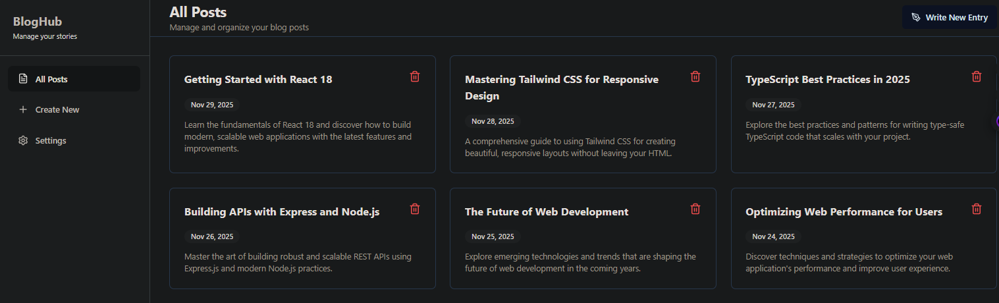 BlogHub
Manage your stories
All Posts
Create New
Settings
All Posts
Manage and organize your blog posts
Write New Entry
Getting Started with React 18
Nov 29, 2025
Learn the fundamentals of React 18 and discover how to build
modern, scalable web applications with the latest features and
improvements.
Mastering Tailwind CSS for Responsive
Design
Nov 28, 2025
A comprehensive guide to using Tailwind CSS for creating
beautiful, responsive layouts without leaving your HTML.
TypeScript Best Practices in 2025
Nov 27, 2025
Explore the best practices and patterns for writing type-safe
TypeScript code that scales with your project.
Building APIs with Express and Node.js
Nov 26, 2025
Master the art of building robust and scalable REST APIs using
Express.js and modern Node.js practices.
The Future of Web Development
Nov 25, 2025
Explore emerging technologies and trends that are shaping the
future of web development in the coming years.
Optimizing Web Performance for Users
Nov 24, 2025
Discover techniques and strategies to optimize your web
application's performance and improve user experience.